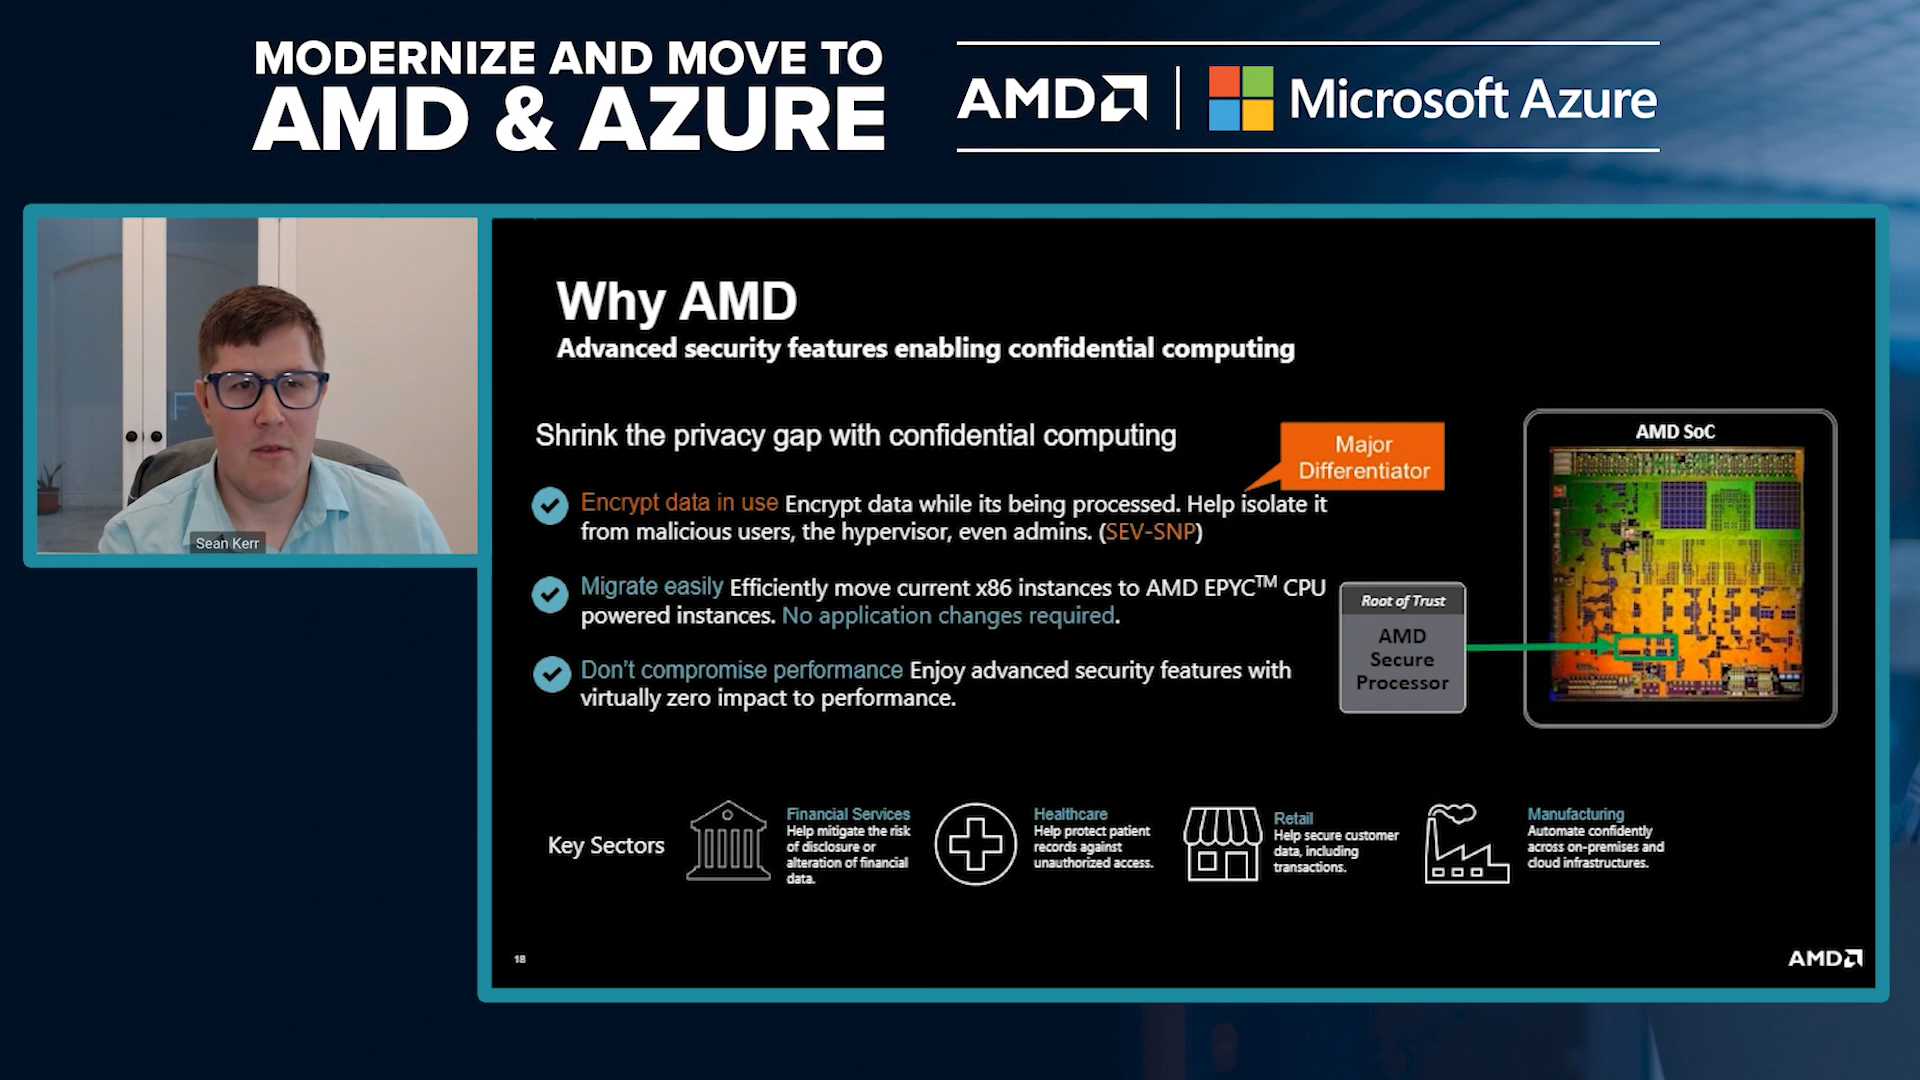 MODERNIZE AND MOVE TO
AMD & AZURE
AMD
Microsoft Azure
Sean Kerr
Why AMD
Advanced security features enabling confidential computing
Shrink the privacy gap with confidential computing
Major
Differentiator
Encrypt data in use Encrypt data while its being processed. Help isolate it
from malicious users, the hypervisor, even admins. (SEV-SNP)
Migrate easily Efficiently move current x86 instances to AMD EPYC™ CPU
powered instances. No application changes required.
Don't compromise performance Enjoy advanced security features with
virtually zero impact to performance.
Root of Trust
AMD
Secure
Processor
AMD SoC
Key Sectors
Financial Services
Help mitigate the risk
of disclosure or
alteration of financial
data.
Healthcare
Help protect patient
records against
unauthorized access.
Retail
Help secure customer
data, including
transactions.
Manufacturing
Automate confidently
across on-premises and
cloud infrastructures.
18
AMD